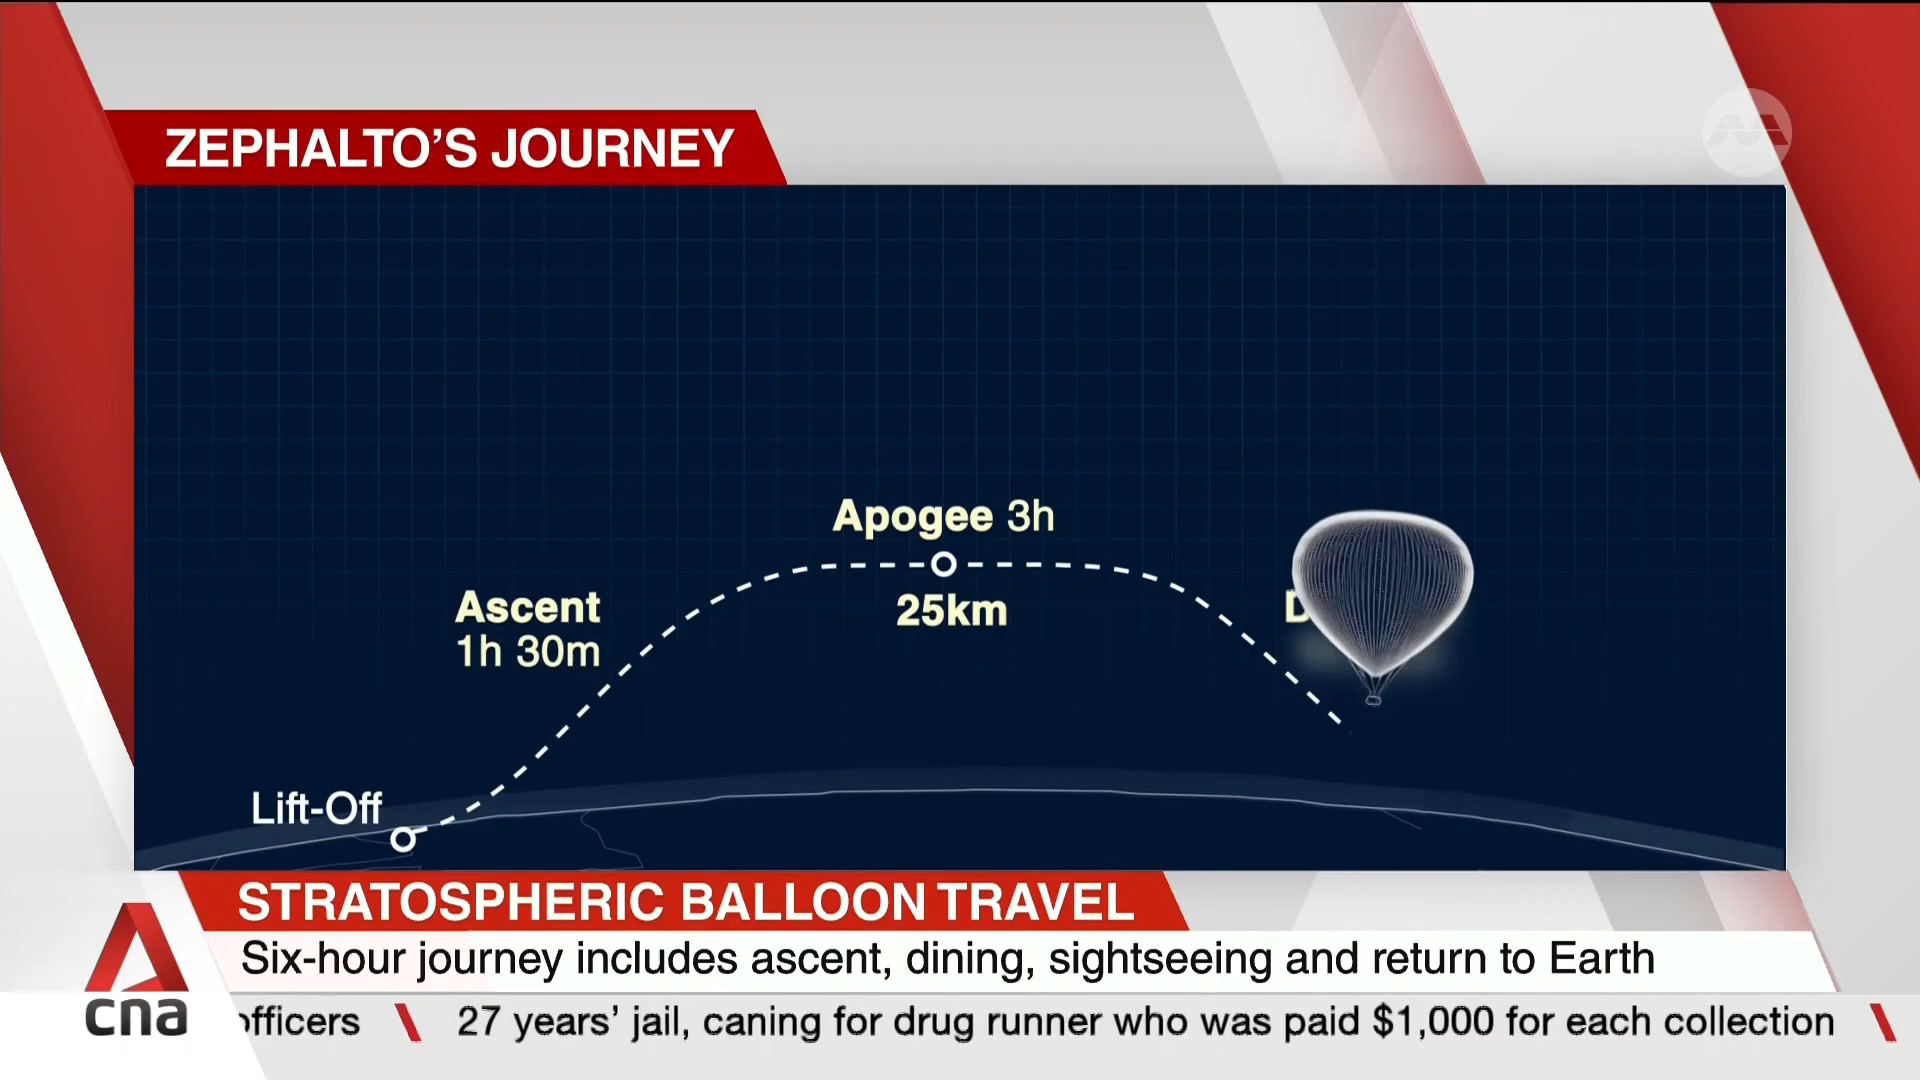 ZEPHALTO’S JOURNEY
Apogee 3h
25km
Ascent
1h 30m
Lift-Off
STRATOSPHERIC BALLOON TRAVEL
Six-hour journey includes ascent, dining, sightseeing and return to Earth
cna
officers \ 27 years’ jail, caning for drug runner who was paid $1,000 for each collection \